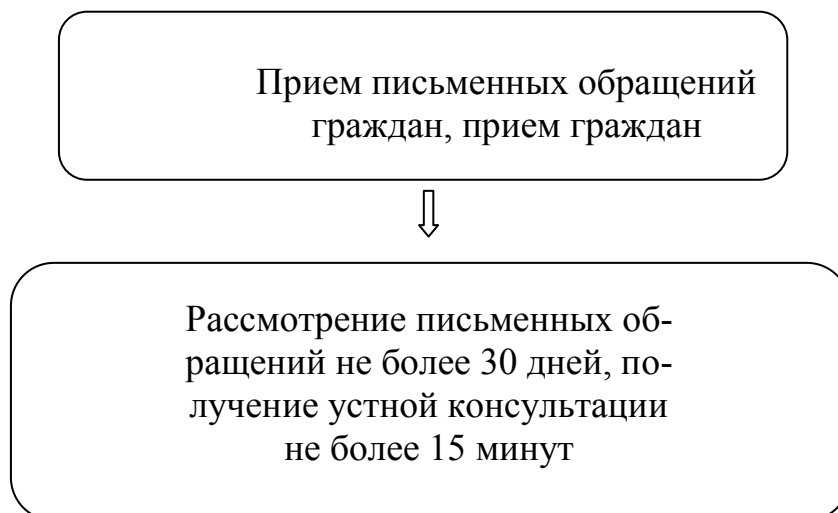 Прием письменных обращений
граждан, прием граждан
Рассмотрение письменных об-
ращений не более 30 дней, по-
лучение устной консультации
не более 15 минут